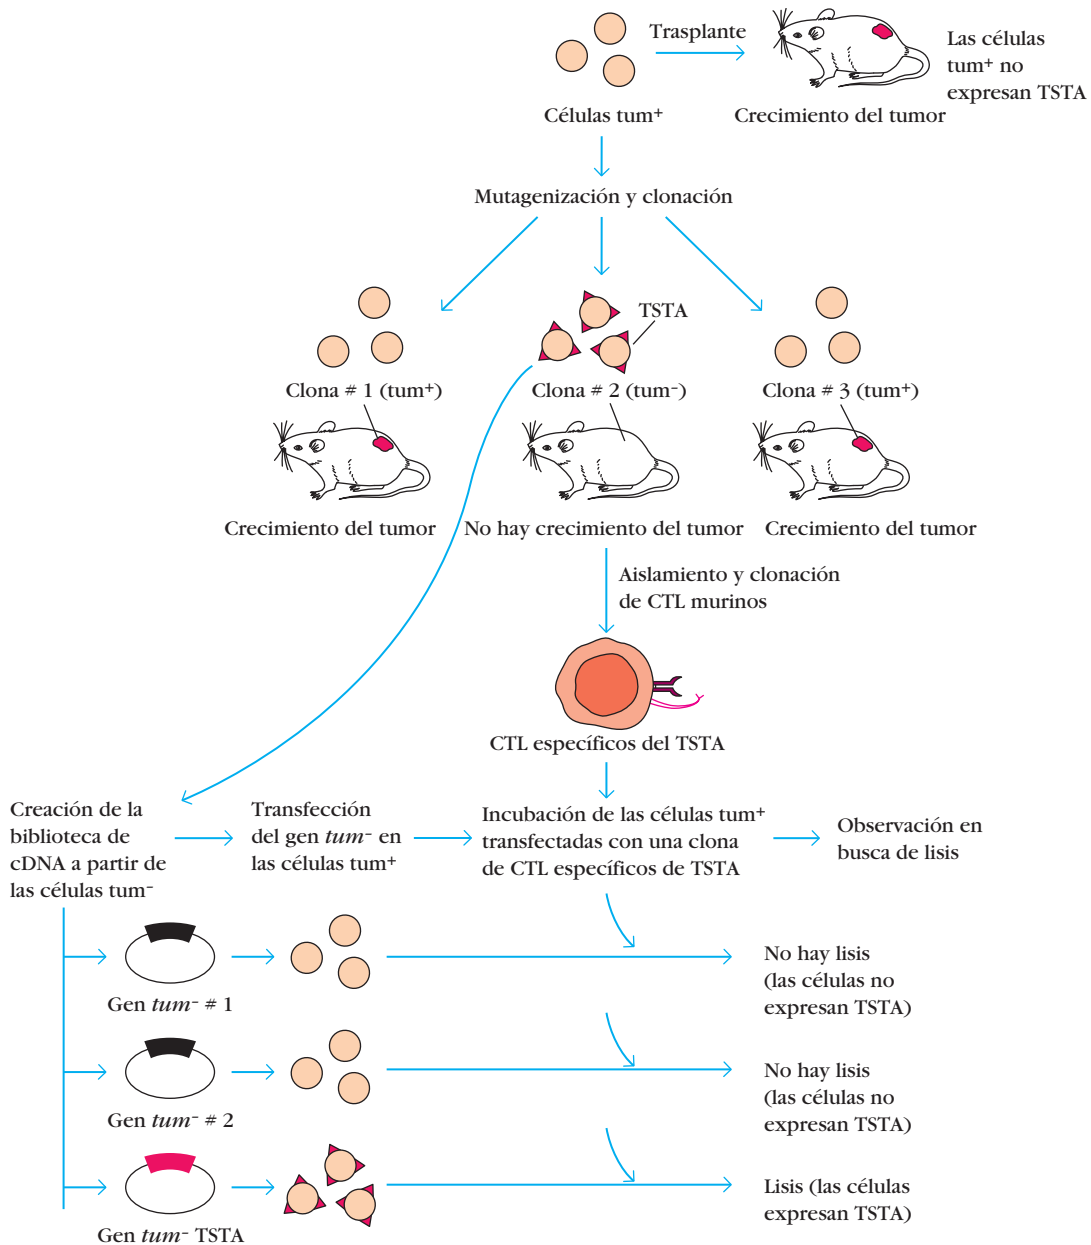 Trasplante
Las células
tum⁺ no
expresan TSTA
Células tum⁺
Crecimiento del tumor
Mutagenización y clonación
TSTA
Clona # 1 (tum⁺)
Clona # 2 (tum⁻)
Clona # 3 (tum⁺)
Crecimiento del tumor
No hay crecimiento del tumor
Crecimiento del tumor
Aislamiento y clonación
de CTL murinos
CTL específicos del TSTA
Creación de la
biblioteca de
cDNA a partir de
las células tum⁻
Transfección
del gen tum⁻ en
las células tum⁺
Incubación de las células tum⁺
transfectadas con una clona
de CTL específicos de TSTA
Observación en
busca de lisis
Gen tum⁻ # 1
No hay lisis
(las células no
expresan TSTA)
Gen tum⁻ # 2
No hay lisis
(las células no
expresan TSTA)
Gen tum⁻ TSTA
Lisis (las células
expresan TSTA)